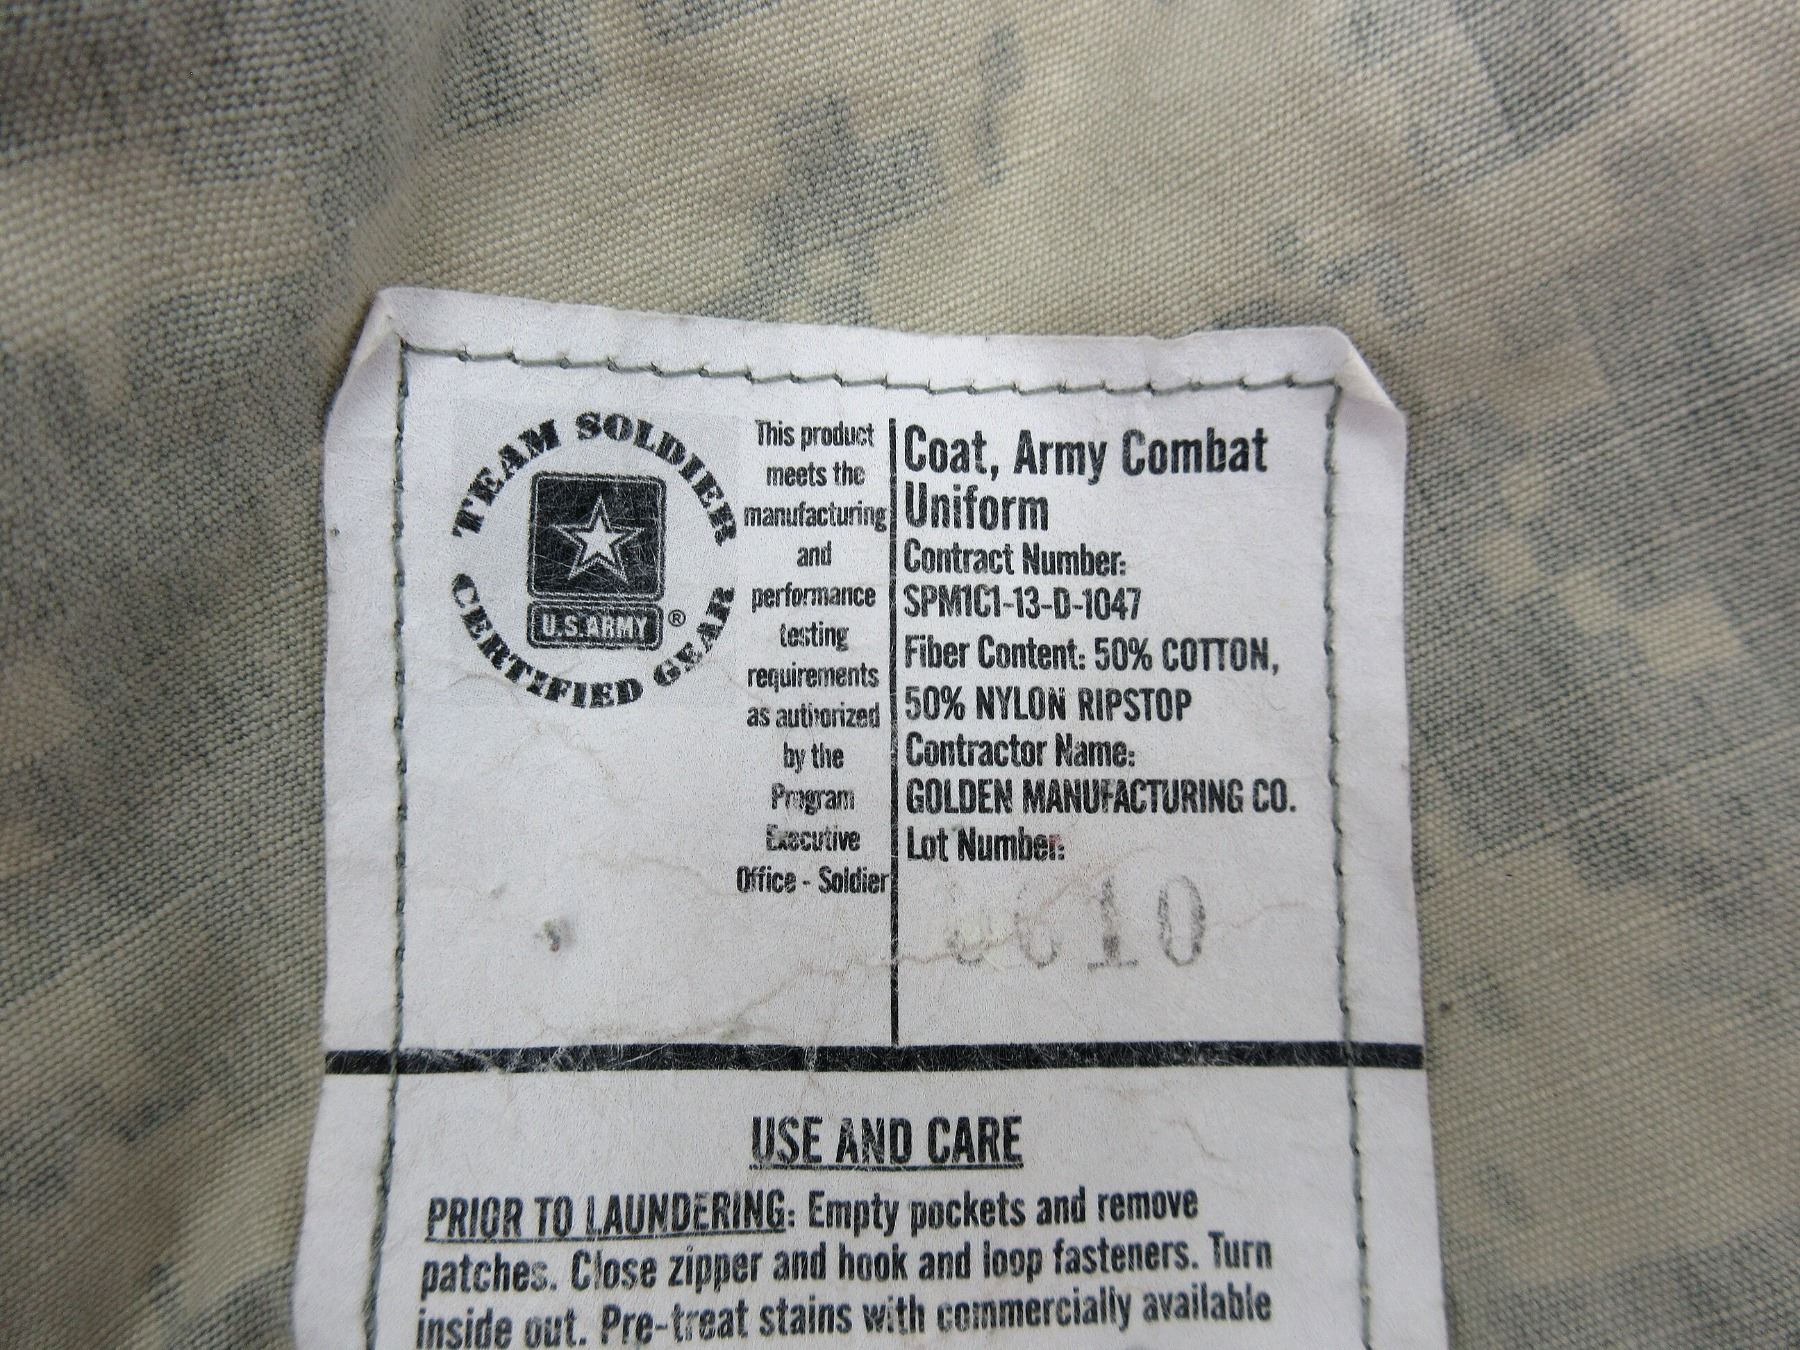 TEAM SOLDIER
U.S ARMY®
CERTIFIED GEAR
This product
meets the
manufacturing
and
performance
testing
requirements
as authorized
by the
Program
Executive
Office - Soldier
Coat, Army Combat
Uniform
Contract Number:
SPM1C1-13-D-1047
Fiber Content: 50% COTTON,
50% NYLON RIPSTOP
Contractor Name:
GOLDEN MANUFACTURING CO.
Lot Number:
USE AND CARE
PRIOR TO LAUNDERING: Empty pockets and remove
patches. Close zipper and hook and loop fasteners. Turn
inside out. Pre-treat stains with commercially available